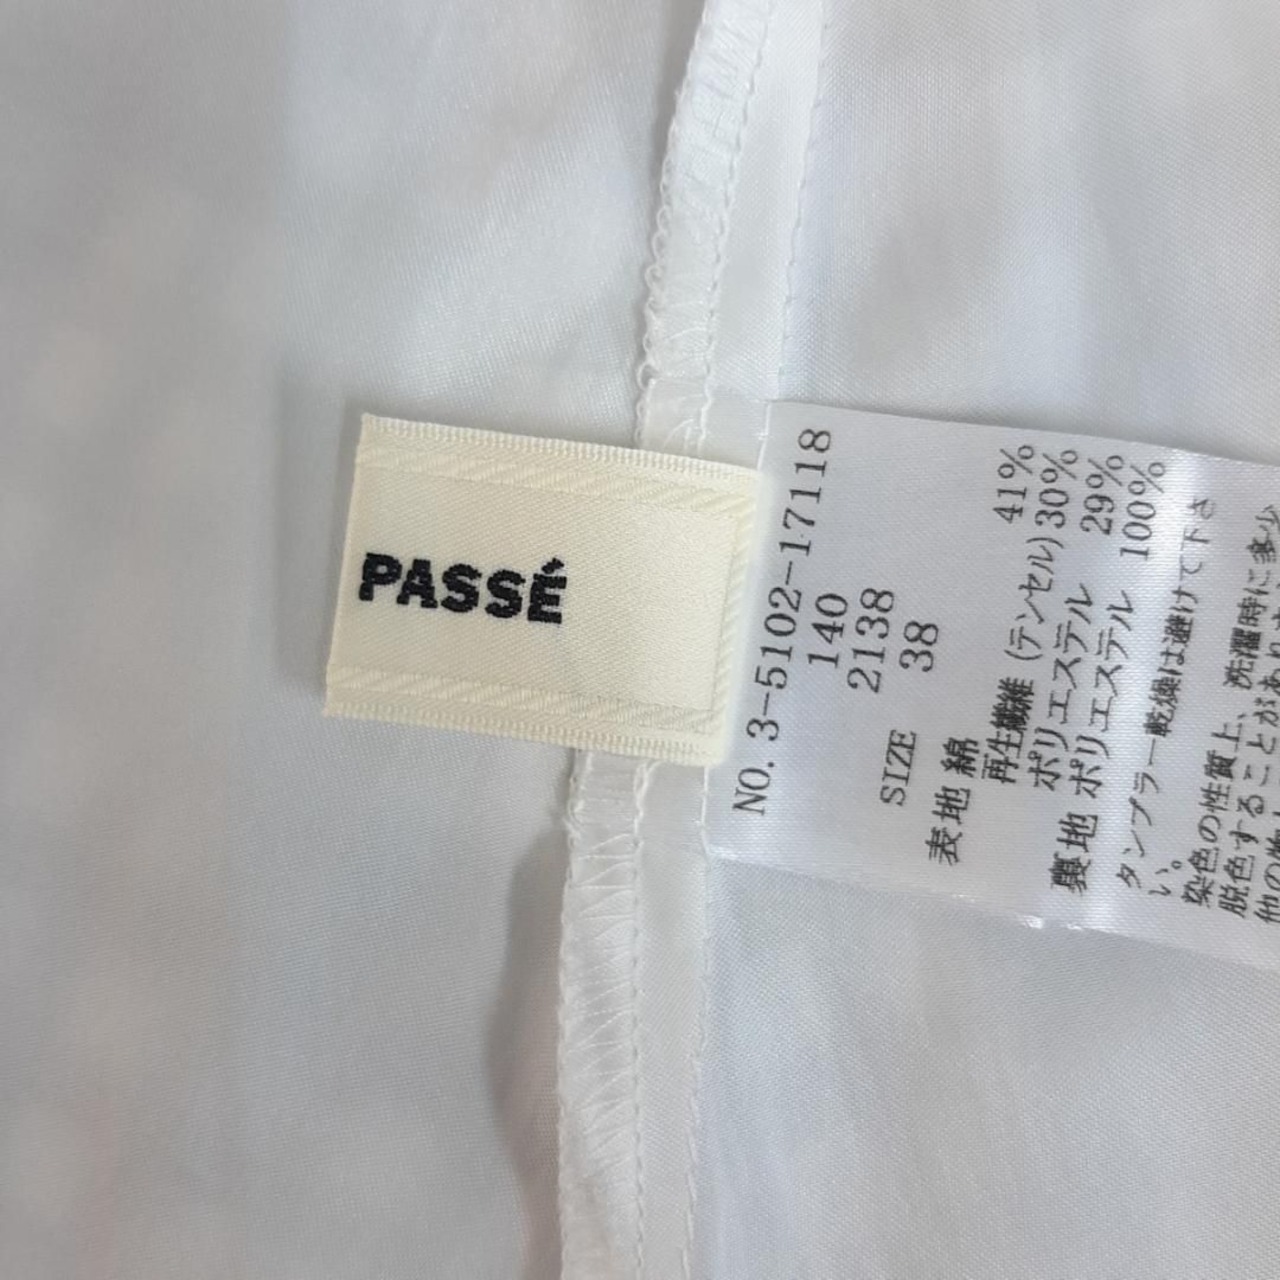 PASSÉ
NO. 3-5102-17118
140
2138
SIZE 38
表地 綿 41%
再生繊維 (テンセル) 30%
ポリエステル 29%
裏地 ポリエステル 100%
タンブラー乾燥は避けて下さ
い。
染色の性質上、洗濯時に多少
脱色することがあり